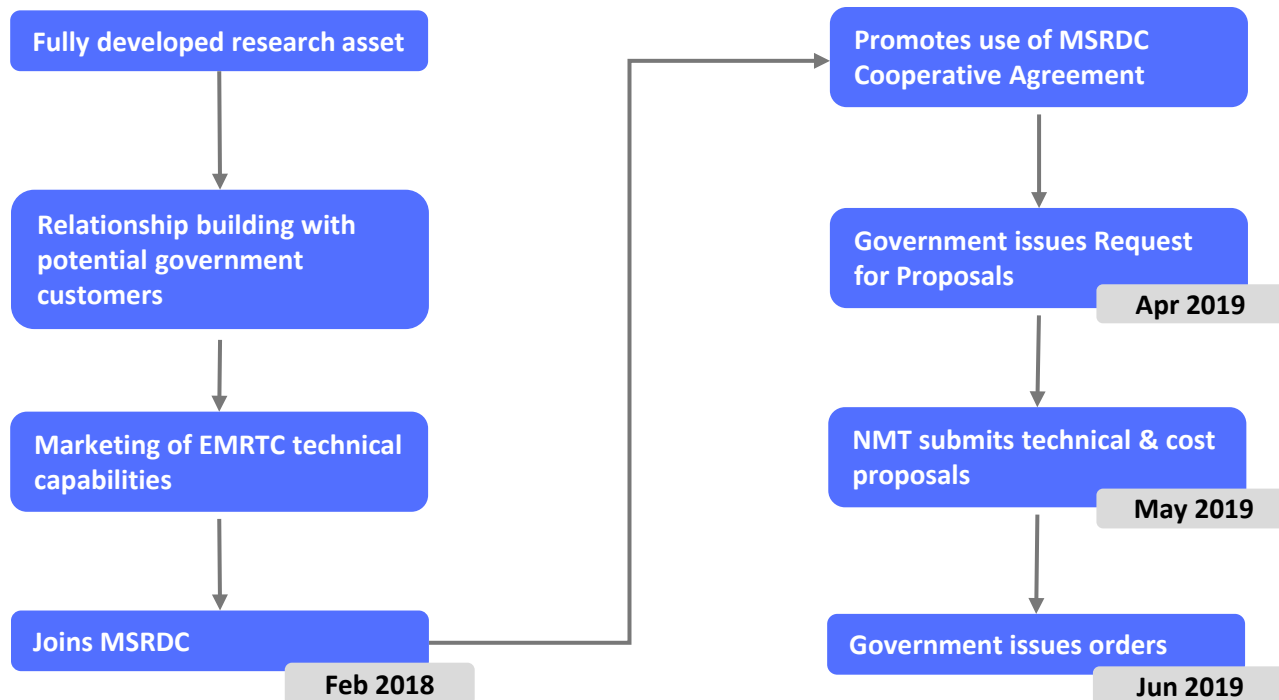 Fully developed research asset
Relationship building with
potential government
customers
Marketing of EMRTC technical
capabilities
Joins MSRDC
Feb 2018
Promotes use of MSRDC
Cooperative Agreement
Government issues Request
for Proposals
Apr 2019
NMT submits technical & cost
proposals
May 2019
Government issues orders
Jun 2019